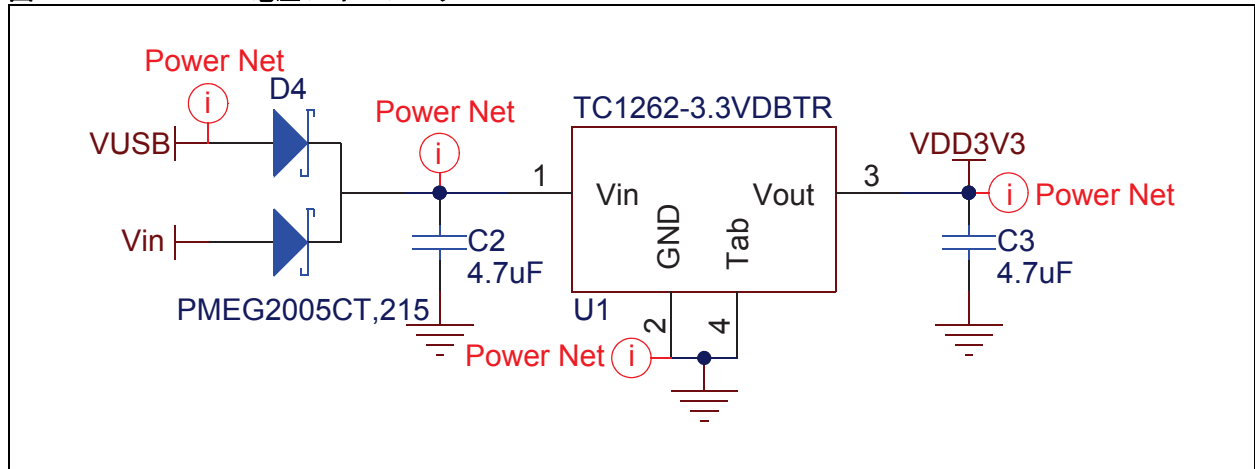 Power Net
D4
VUSB
i
Power Net
i
TC1262-3.3VDBTR
VDD3V3
1
Vin
Vout
3
i
Power Net
Vin
GND
Tab
C2
4.7uF
C3
4.7uF
PMEG2005CT,215
U1
2
4
Power Net
i